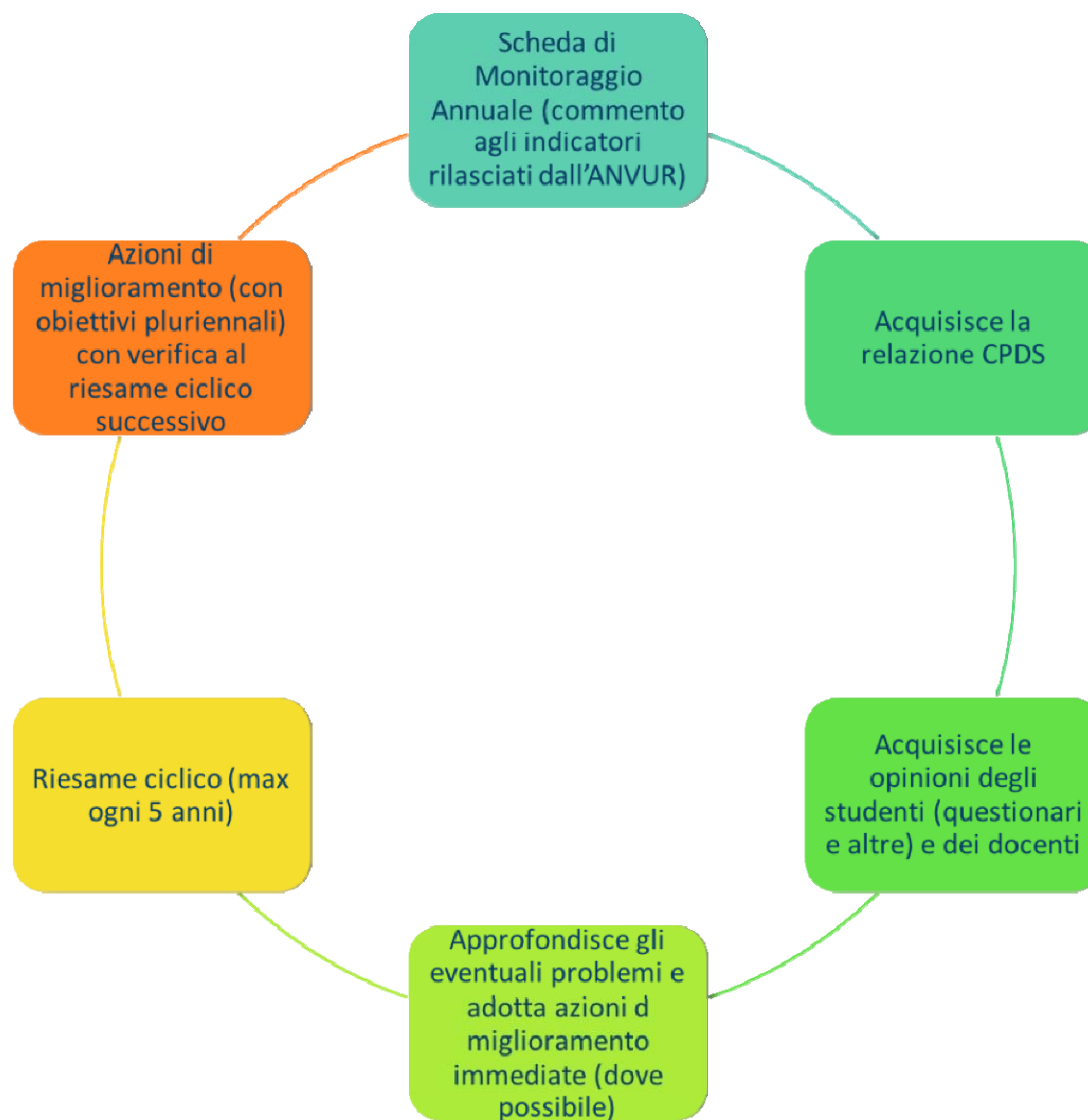 Scheda di
Monitoraggio
Annuale (commento
agli indicatori
rilasciati dall'ANVUR)
Acquisisce la
relazione CPDS
Acquisisce le
opinioni degli
studenti (questionari
e altre) e dei docenti
Approfondisce gli
eventuali problemi e
adotta azioni d
miglioramento
immediate (dove
possibile)
Riesame ciclico (max
ogni 5 anni)
Azioni di
miglioramento (con
obiettivi pluriennali)
con verifica al
riesame ciclico
successivo